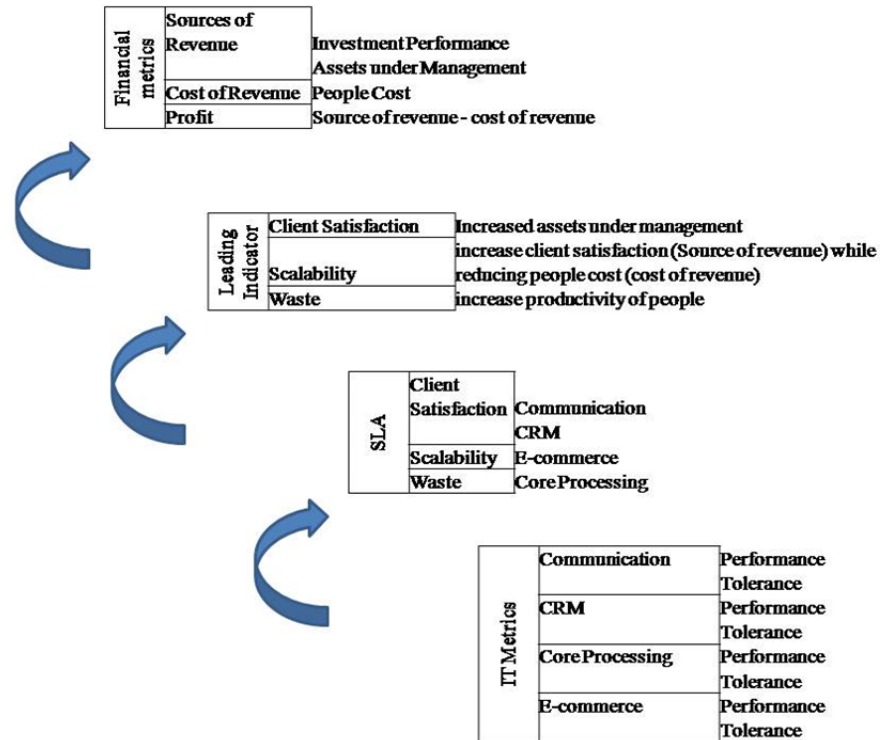 Financial metrics
Sources of
Revenue Investment Performance
Assets under Management
Cost of Revenue People Cost
Profit Source of revenue - cost of revenue
Leading Indicator
Client Satisfaction Increased assets under management
increase client satisfaction (Source of revenue) while
Scalability reducing people cost (cost of revenue)
Waste increase productivity of people
SLA
Client
Satisfaction Communication
CRM
Scalability E-commerce
Waste Core Processing
IT Metrics
Communication Performance
Tolerance
CRM Performance
Tolerance
Core Processing Performance
Tolerance
E-commerce Performance
Tolerance